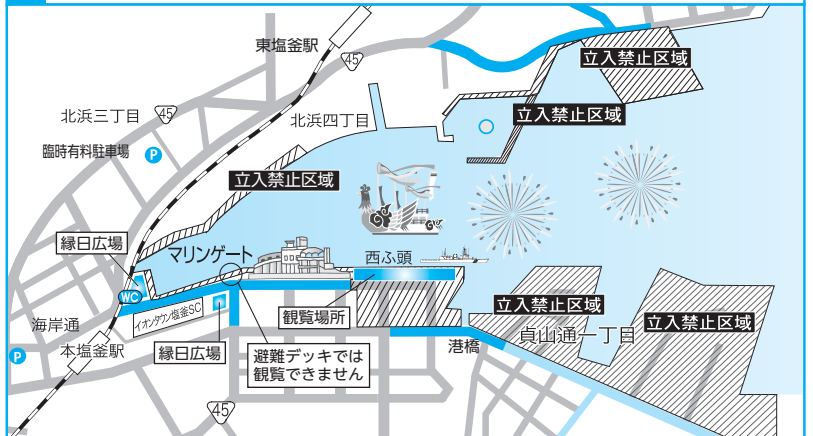 東塩釜駅
45
立入禁止区域
北浜三丁目
45
北浜四丁目
立入禁止区域
臨時有料駐車場
P
立入禁止区域
縁日広場
マリンゲート
西ふ頭
WC
イオンタウン塩釜SC
観覧場所
立入禁止区域
立入禁止区域
海岸通
貞山通一丁目
本塩釜駅
P
縁日広場
避難デッキでは
観覧できません
港橋
45